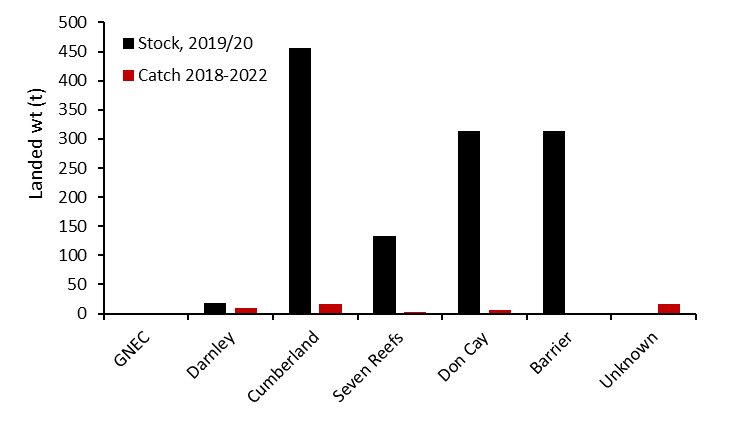 500
450
400
350
300
250
200
150
100
50
0
Landed wt (t)
Stock, 2019/20
Catch 2018-2022
GNEC
Darnley
Cumberland
Seven Reefs
Don Cay
Barrier
Unknown